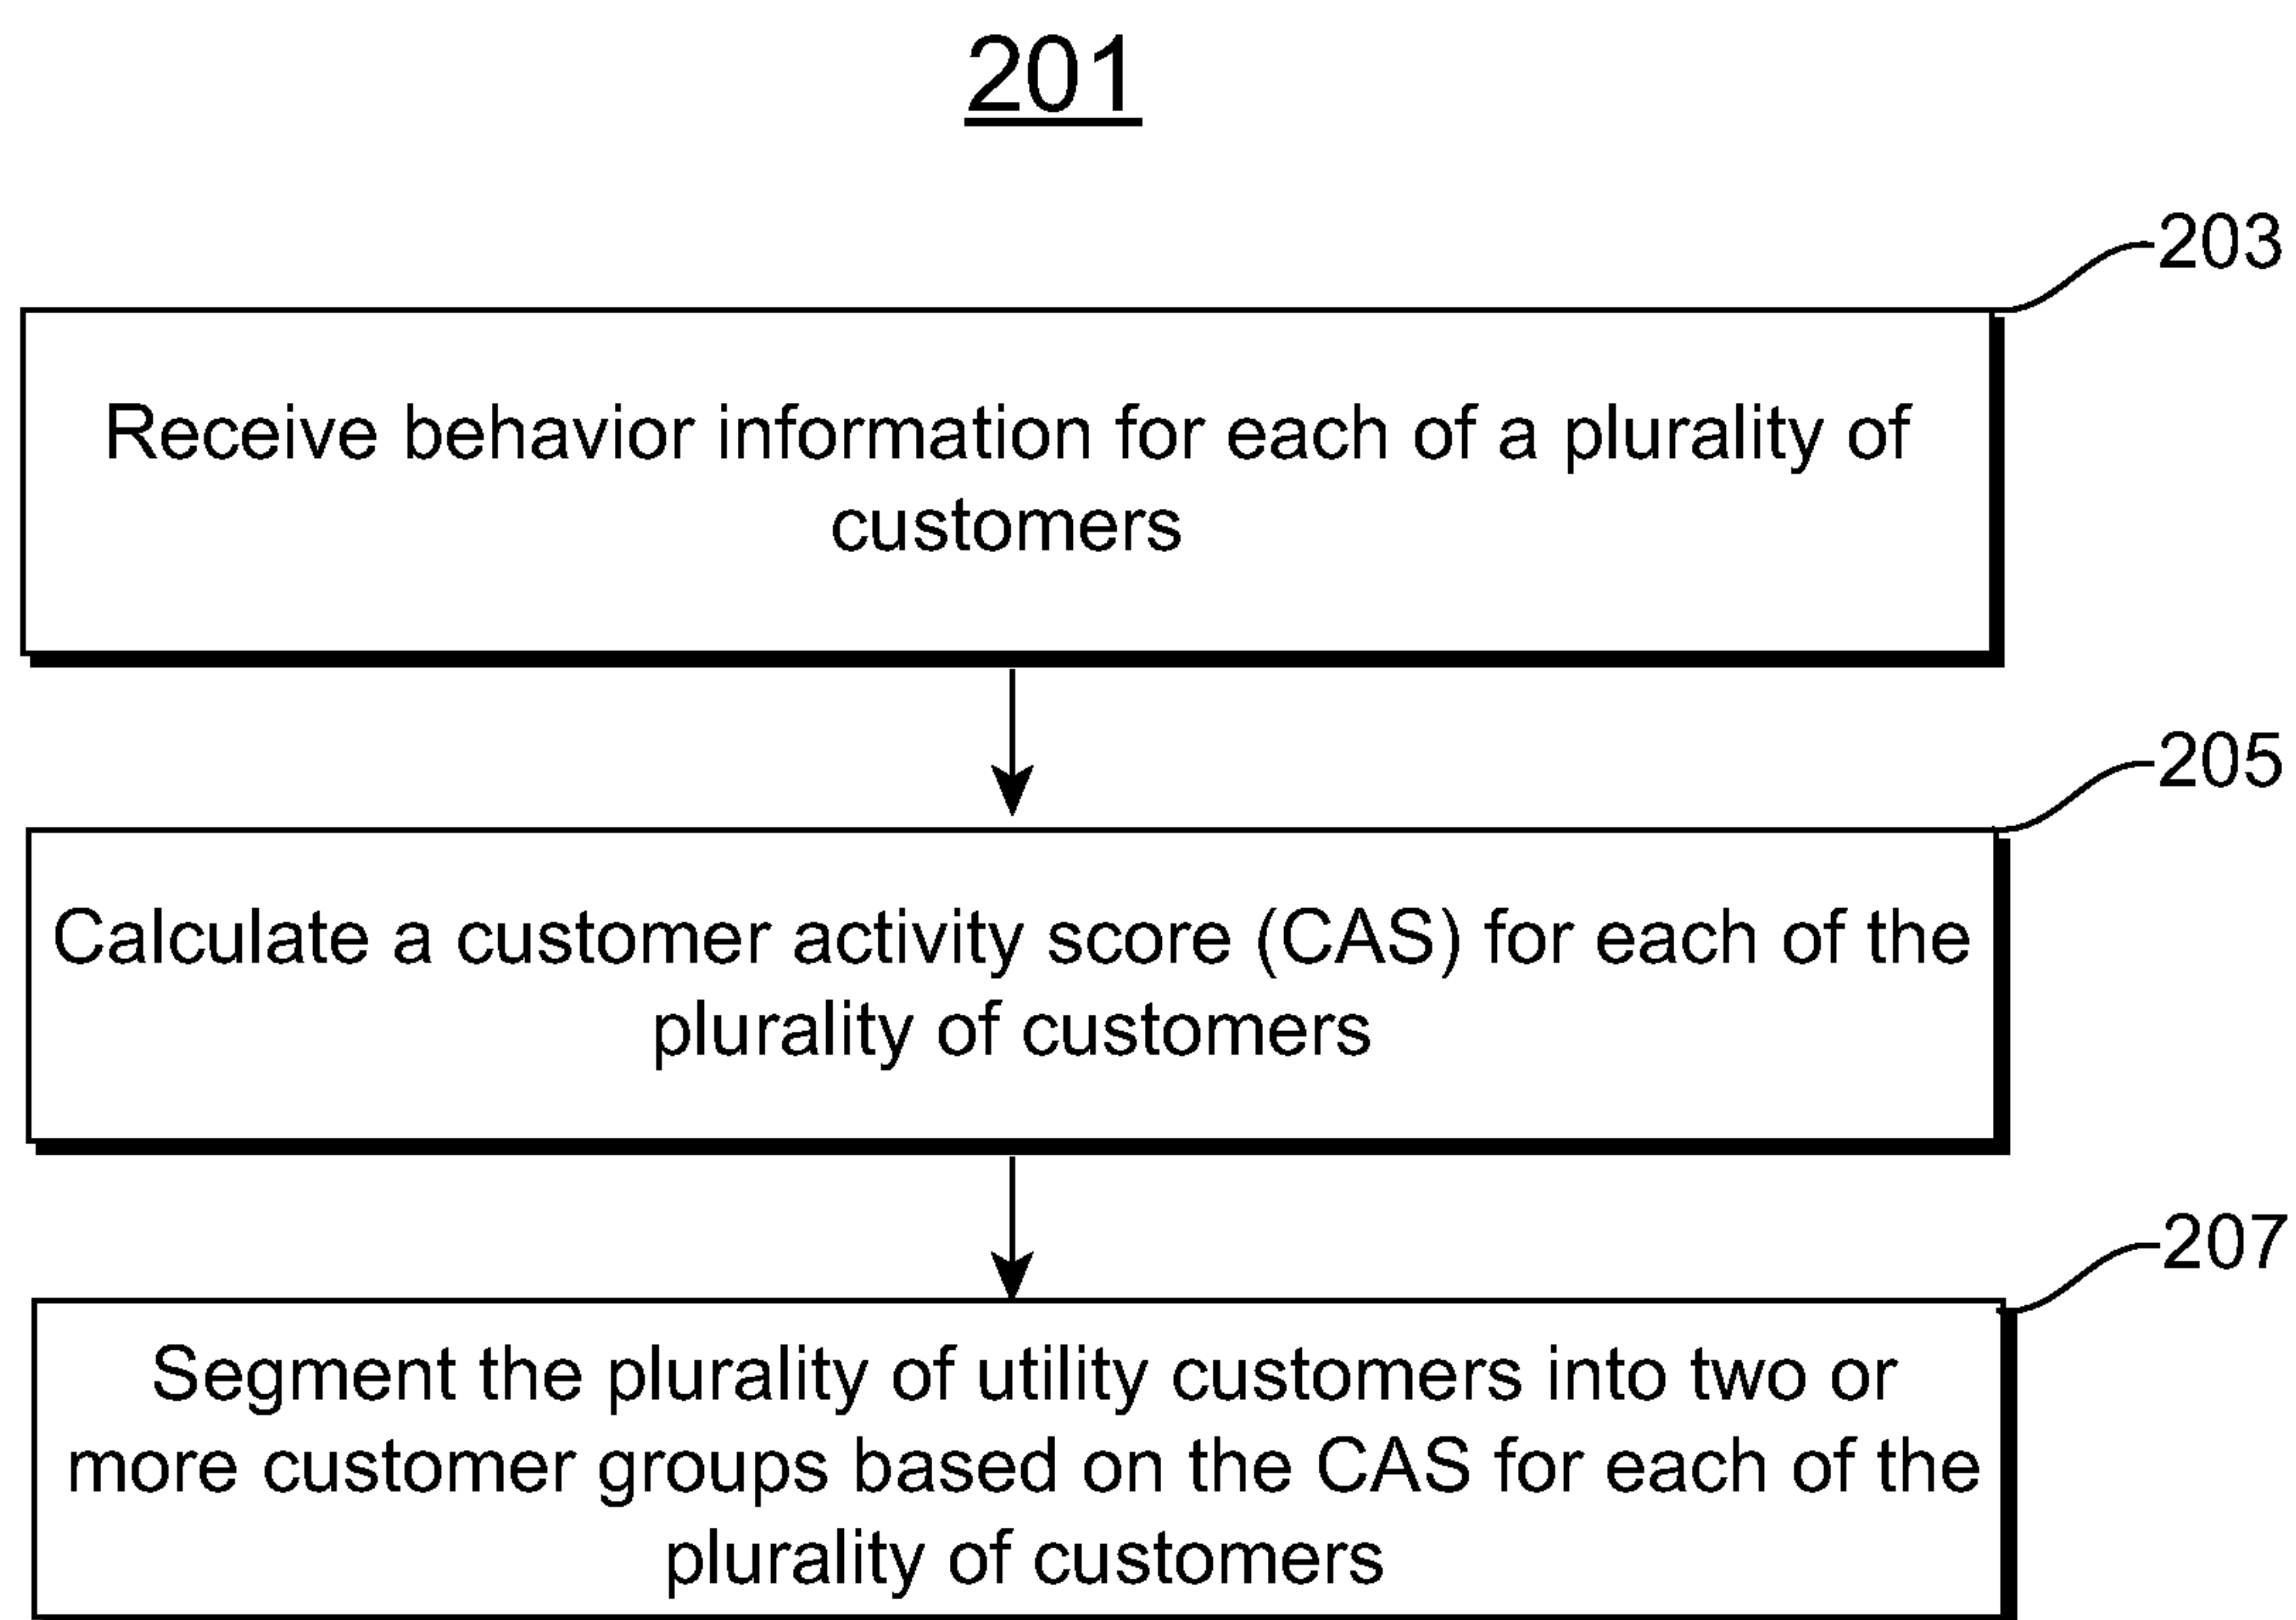 201
203
Receive behavior information for each of a plurality of
customers
205
Calculate a customer activity score (CAS) for each of the
plurality of customers
207
Segment the plurality of utility customers into two or
more customer groups based on the CAS for each of the
plurality of customers